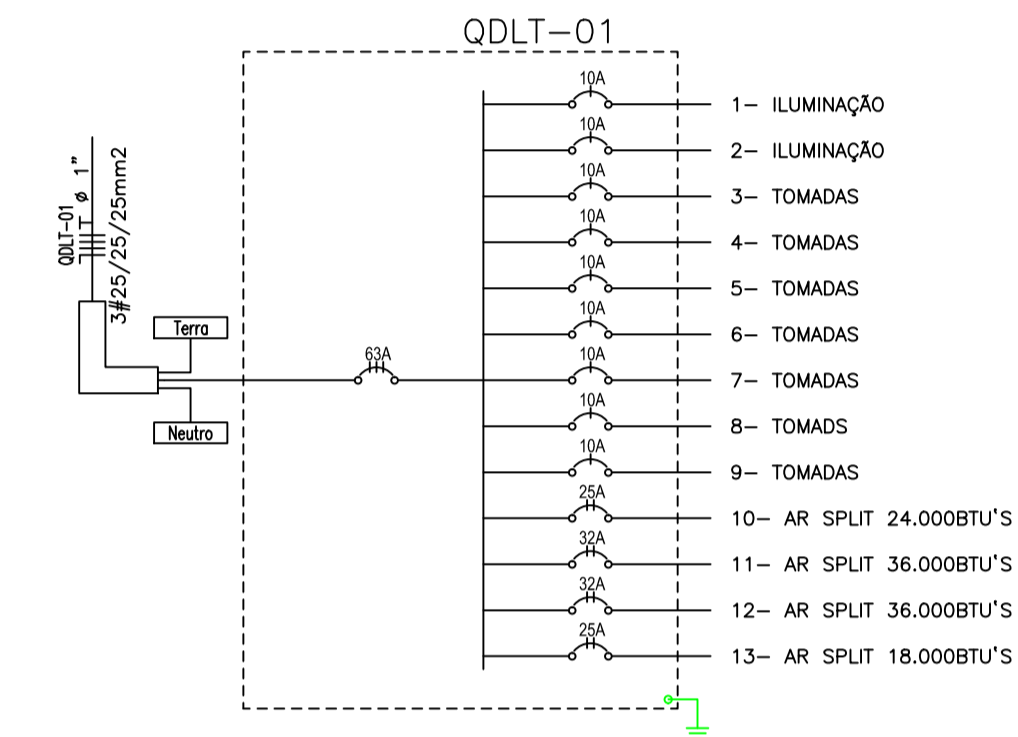 QDLT-01
10A
1- ILUMINAÇÃO
10A
2- ILUMINAÇÃO
10A
3- TOMADAS
10A
4- TOMADAS
10A
5- TOMADAS
10A
6- TOMADAS
10A
7- TOMADAS
10A
8- TOMADS
10A
9- TOMADAS
25A
10- AR SPLIT 24.000BTU'S
32A
11- AR SPLIT 36.000BTU'S
32A
12- AR SPLIT 36.000BTU'S
25A
13- AR SPLIT 18.000BTU'S
63A
QDLT-01
ø 1"
3#25/25/25mm2
Terra
Neutro